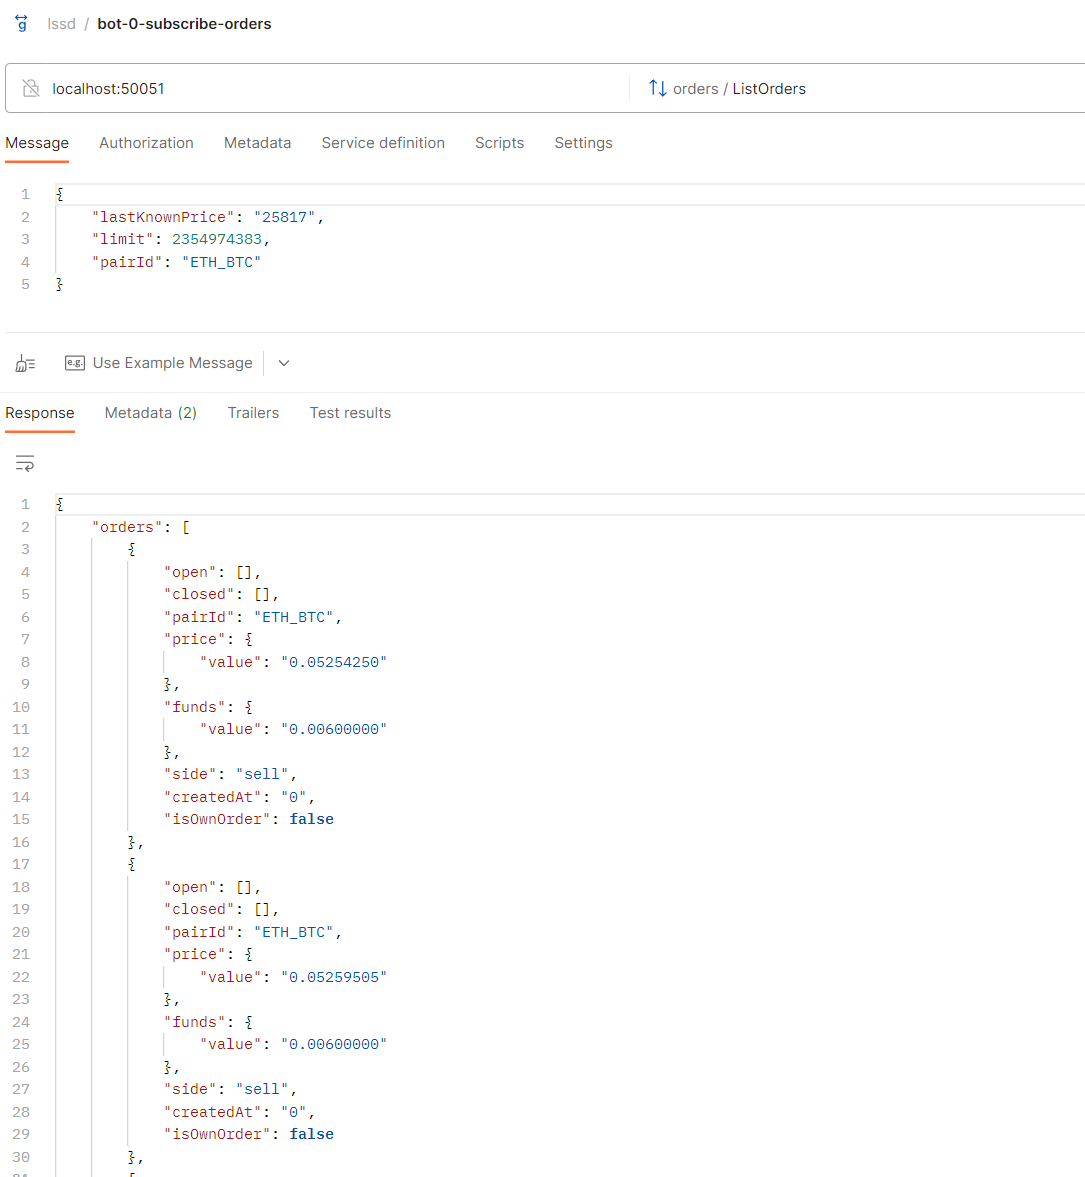 lssd / bot-0-subscribe-orders
localhost:50051
orders / ListOrders
Message Authorization Metadata Service definition Scripts Settings
1 {
2 "lastKnownPrice": "25817",
3 "limit": 2354974383,
4 "pairId": "ETH_BTC"
5 }
e.g. Use Example Message
Response Metadata (2) Trailers Test results
1 {
2 "orders": [
3 {
4 "open": [],
5 "closed": [],
6 "pairId": "ETH_BTC",
7 "price": {
8 "value": "0.05254250"
9 },
10 "funds": {
11 "value": "0.00600000"
12 },
13 "side": "sell",
14 "createdAt": "0",
15 "isOwnOrder": false
16 },
17 {
18 "open": [],
19 "closed": [],
20 "pairId": "ETH_BTC",
21 "price": {
22 "value": "0.05259505"
23 },
24 "funds": {
25 "value": "0.00600000"
26 },
27 "side": "sell",
28 "createdAt": "0",
29 "isOwnOrder": false
30 },